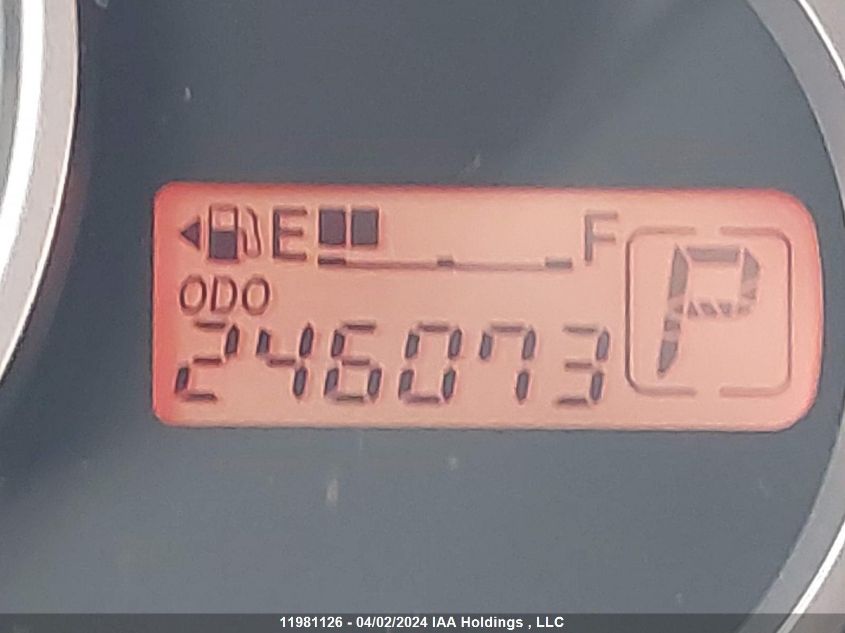 E F
ODO
P
246073
11981126 - 04/02/2024 IAA Holdings , LLC